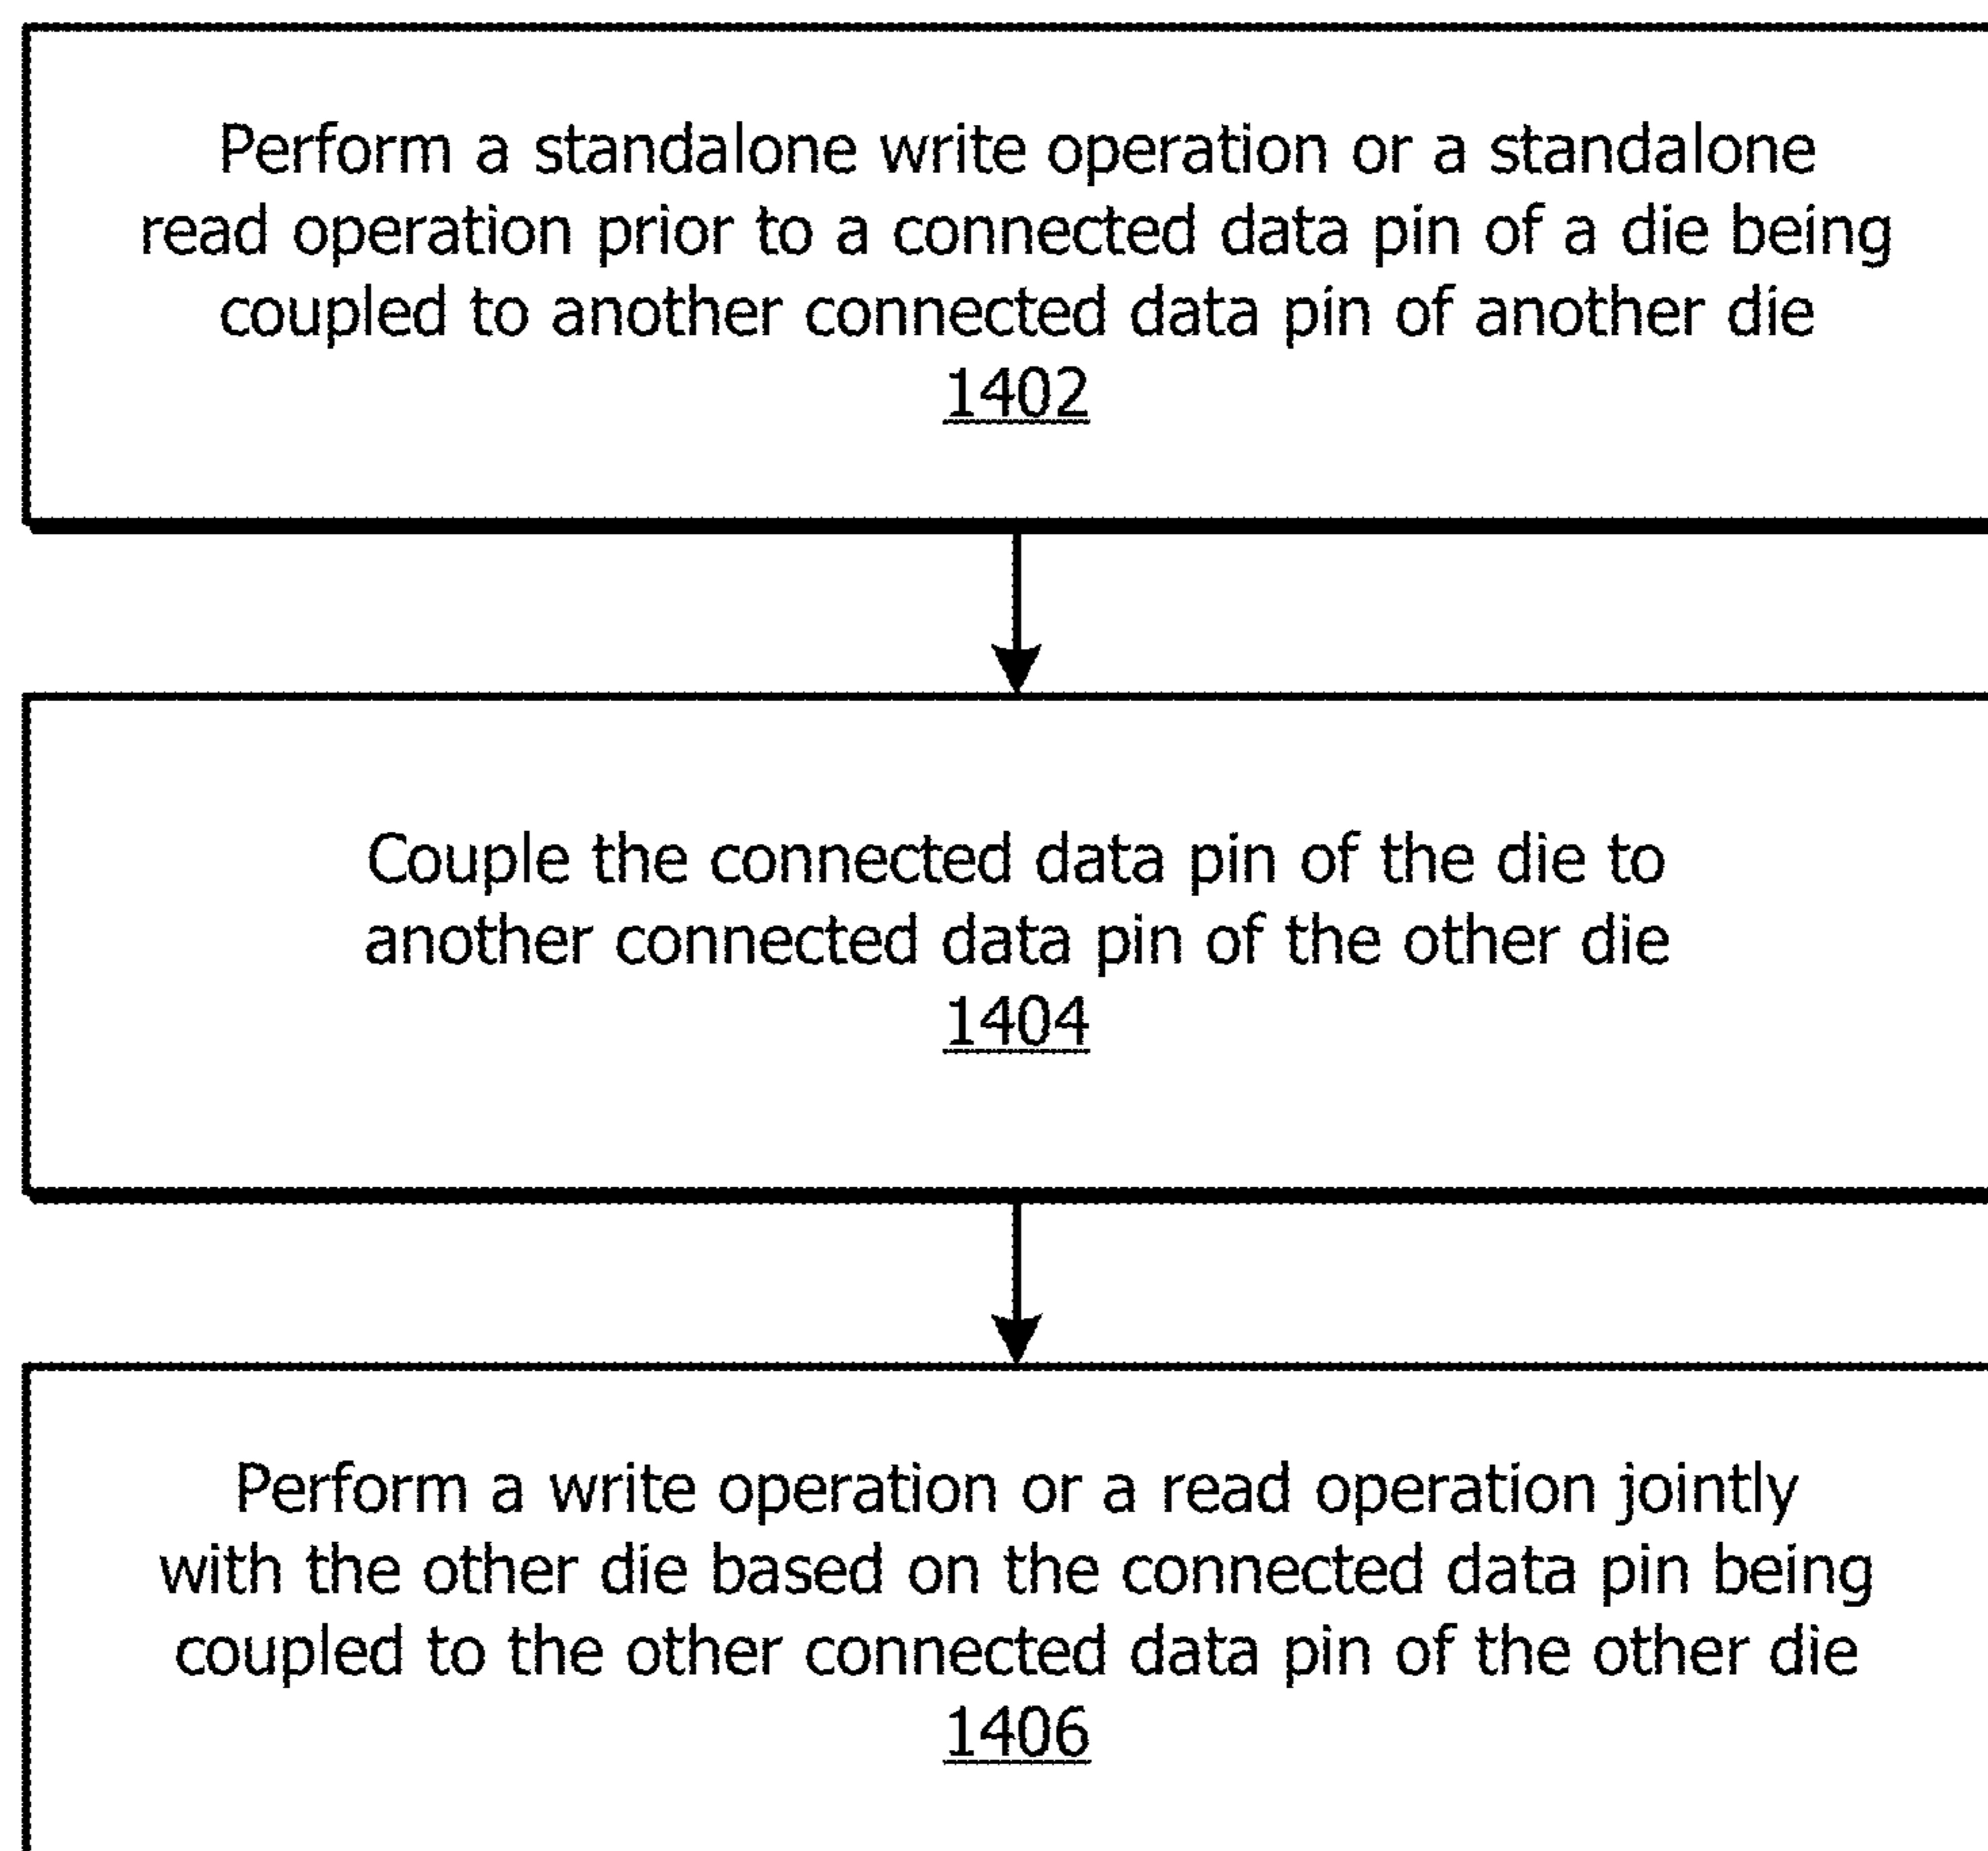 Perform a standalone write operation or a standalone
read operation prior to a connected data pin of a die being
coupled to another connected data pin of another die
1402
Couple the connected data pin of the die to
another connected data pin of the other die
1404
Perform a write operation or a read operation jointly
with the other die based on the connected data pin being
coupled to the other connected data pin of the other die
1406